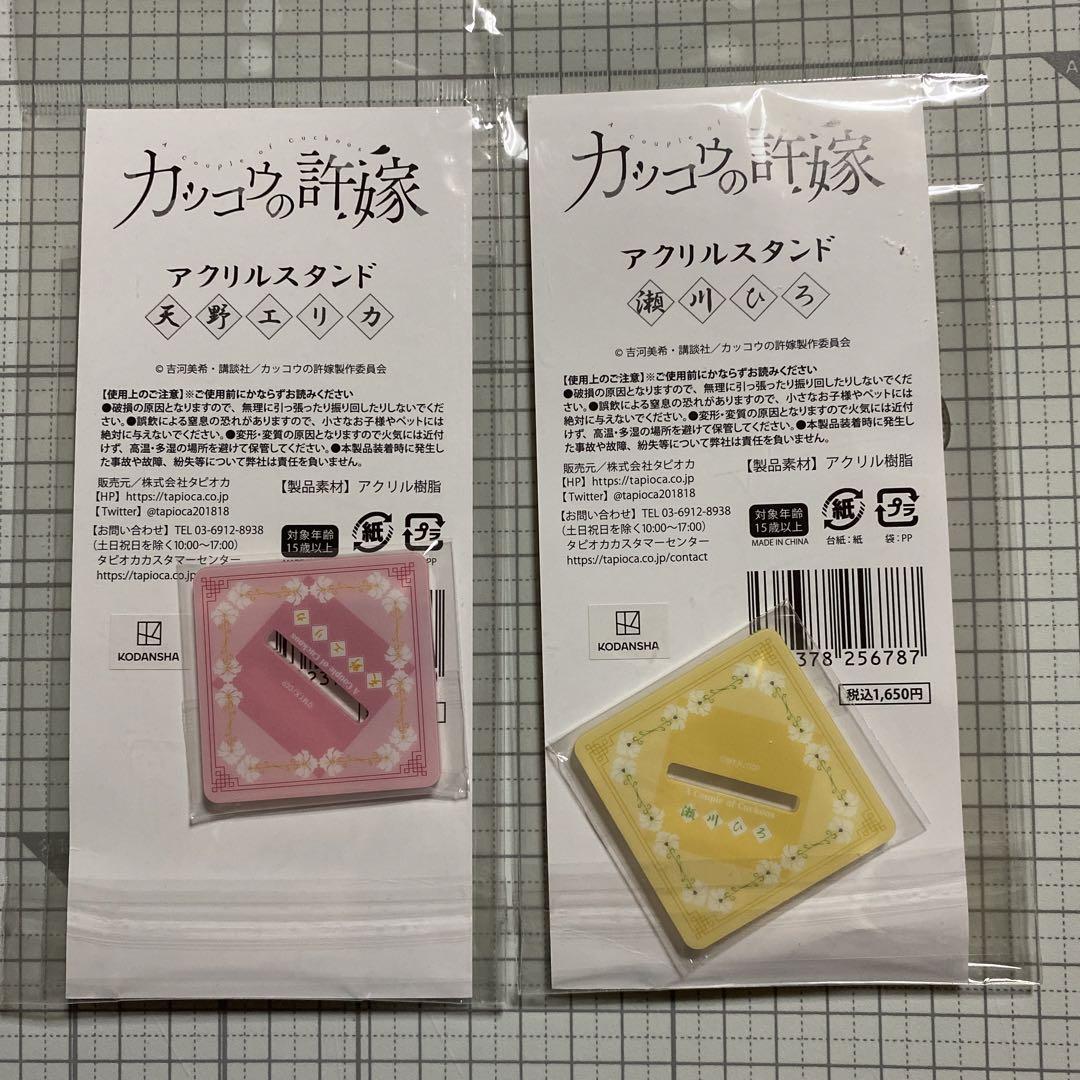 A Couple of Cuckoos
カッコウの許嫁
アクリルスタンド
天野エリカ
© 吉河美希・講談社／カッコウの許嫁製作委員会
【使用上のご注意】※ご使用前にかならずお読みください
●破損の原因となりますので、無理に引っ張ったり振り回したりしないでくだ
さい。●誤飲による窒息の恐れがありますので、小さなお子様やペットには
絶対に与えないでください。●変形・変質の原因となりますので火気には近付
けず、高温・多湿の場所を避けて保管してください。●本製品装着時に発生し
た事故や故障、紛失等について弊社は責任を負いません。
販売元／株式会社タピオカ
【HP】https://tapioca.co.jp
【Twitter】@tapioca201818
【製品素材】アクリル樹脂
【お問い合わせ】TEL 03-6912-8938
（土日祝日を除く10:00～17:00）
タピオカカスタマーセンター
https://tapioca.co.jp
対象年齢
15歳以上
紙
プラ
KODANSHA
天野エリカ
A Couple of Cuckoos
23
A Couple of
カッコウの許嫁
アクリルスタンド
瀬川ひろ
© 吉河美希・講談社／カッコウの許嫁製作委員会
【使用上のご注意】※ご使用前にかならずお読みください
●破損の原因となりますので、無理に引っ張ったり振り回したりしないでくだ
さい。●誤飲による窒息の恐れがありますので、小さなお子様やペットには
絶対に与えないでください。●変形・変質の原因となりますので火気には近付
けず、高温・多湿の場所を避けて保管してください。●本製品装着時に発生し
た事故や故障、紛失等について弊社は責任を負いません。
販売元／株式会社タピオカ
【HP】https://tapioca.co.jp
【Twitter】@tapioca201818
【製品素材】アクリル樹脂
【お問い合わせ】TEL 03-6912-8938
（土日祝日を除く10:00～17:00）
タピオカカスタマーセンター
https://tapioca.co.jp/contact
対象年齢
15歳以上
MADE IN CHINA
紙
台紙：紙
プラ
袋：PP
KODANSHA
378 256787
税込1,650円
A Couple of Cuckoos
瀬川ひろ